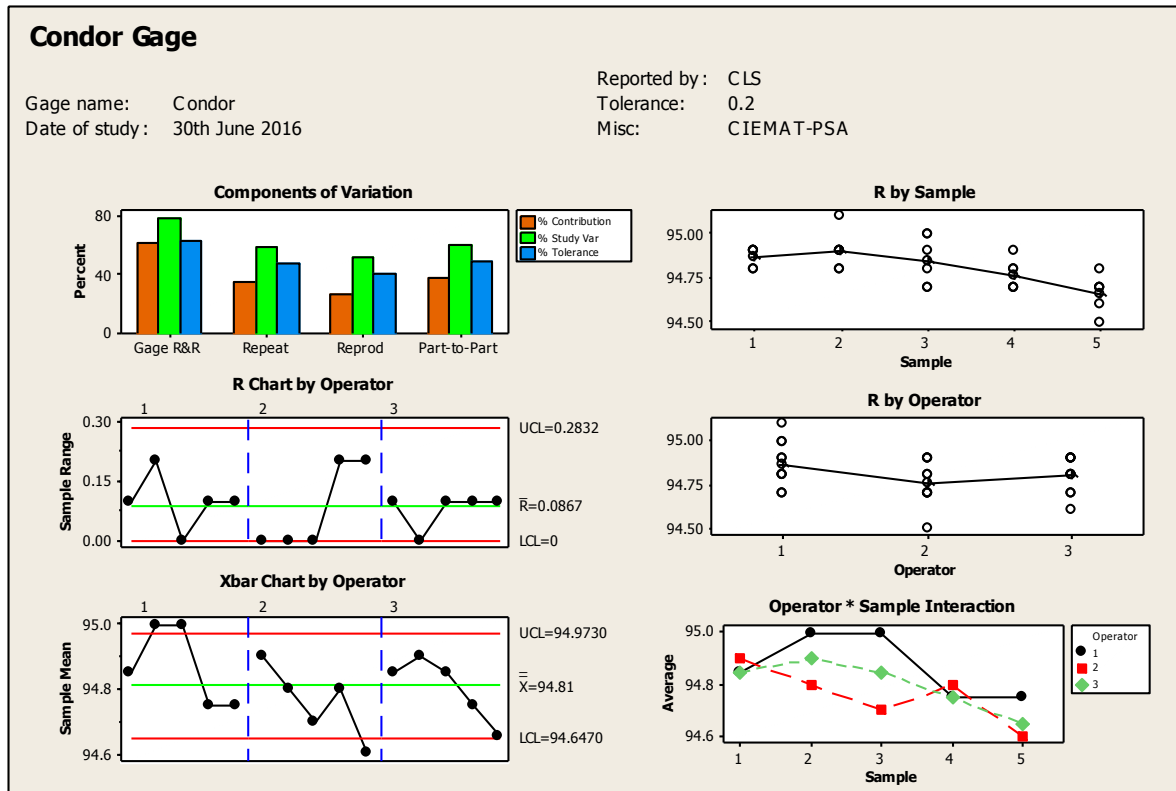 Condor Gage
Gage name: Condor
Date of study: 30th June 2016
Reported by: CLS
Tolerance: 0.2
Misc: CIEMAT-PSA
Components of Variation
80
40
0
Percent
Gage R&R Repeat Reprod Part-to-Part
% Contribution
% Study Var
% Tolerance
R Chart by Operator
1 2 3
0.30
0.15
0.00
Sample Range
UCL=0.2832
R̅=0.0867
LCL=0
Xbar Chart by Operator
1 2 3
95.0
94.8
94.6
Sample Mean
UCL=94.9730
X̿=94.81
LCL=94.6470
R by Sample
95.00
94.75
94.50
1 2 3 4 5
Sample
R by Operator
95.00
94.75
94.50
1 2 3
Operator
Operator * Sample Interaction
95.0
94.8
94.6
Average
1 2 3 4 5
Sample
Operator
1
2
3